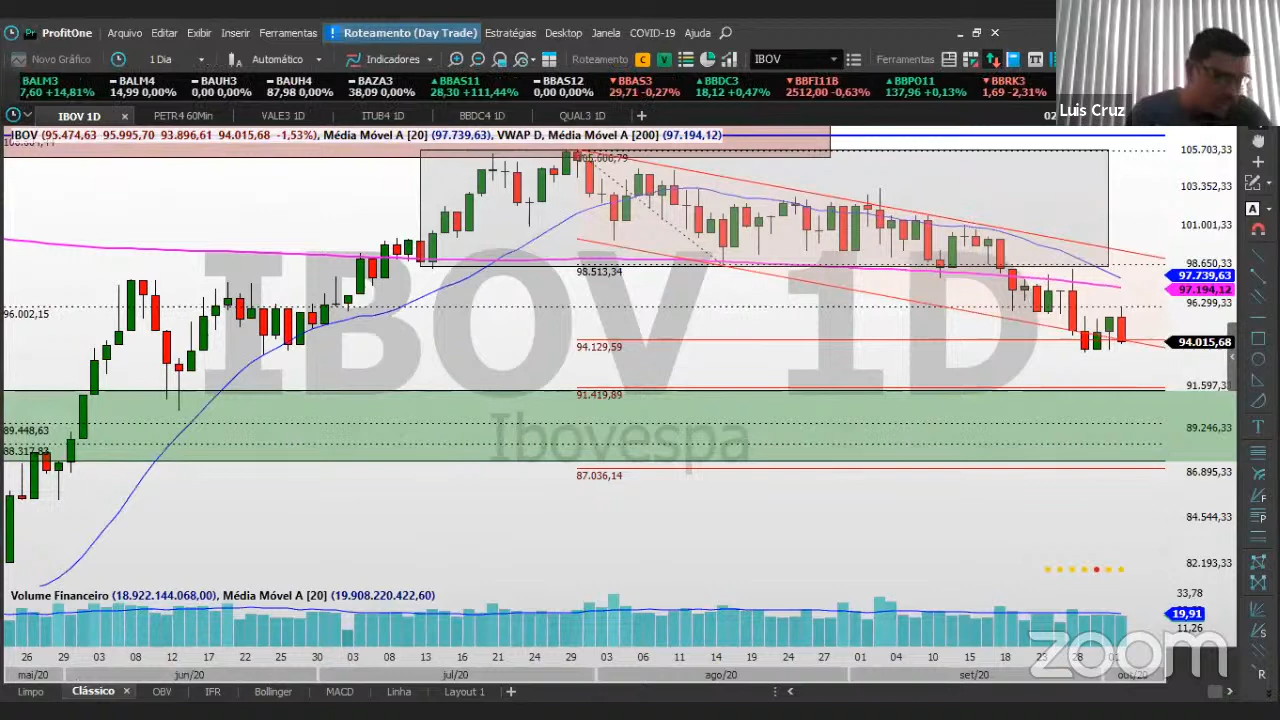 ProfitOne Arquivo Editar Exibir Inserir Ferramentas ! Roteamento (Day Trade) Estratégias Desktop Janela COVID-19 Ajuda
Novo Gráfico 1 Dia Automático Indicadores Roteamento C V IBOV Ferramentas
BALM3 BALM4 BAUH3 BAUH4 BAZA3 BBAS11 BBAS12 BBAS3 BBDC3 BBFI11B BBPO11 BBRK3
7,60 +14,81% 14,99 0,00% 0,00 0,00% 87,98 0,00% 38,09 0,00% 28,30 +111,44% 0,00 0,00% 29,71 -0,27% 18,12 +0,47% 2512,00 -0,63% 137,96 +0,13% 1,69 -2,31%
Luis Cruz
IBOV 1D × PETR4 60Min VALE3 1D ITUB4 1D BBDC4 1D QUAL3 1D + 02
IBOV (95.474,63 95.995,70 93.896,61 94.015,68 -1,53%), Média Móvel A [20] (97.739,63), VWAP D, Média Móvel A [200] (97.194,12)
105.703,33
103.352,33
101.001,33
98.650,33
98.513,34
97.739,63
97.194,12
96.299,33
96.002,15
94.129,59
94.015,68
91.597,33
91.419,89
89.448,63
89.246,33
88.317,83
87.036,14
86.895,33
84.544,33
82.193,33
IBOV 1D
Ibovespa
Volume Financeiro (18.922.144.068,00), Média Móvel A [20] (19.908.220.422,60)
33,78
19,91
11,26
26 29 03 08 12 17 22 25 30 03 08 13 16 21 24 29 03 06 11 14 19 24 27 01 04 10 15 18 23 28 01
mai/20 jun/20 jul/20 ago/20 set/20 out/20
zoom
Limpo Clássico × OBV IFR Bollinger MACD Linha Layout 1 +